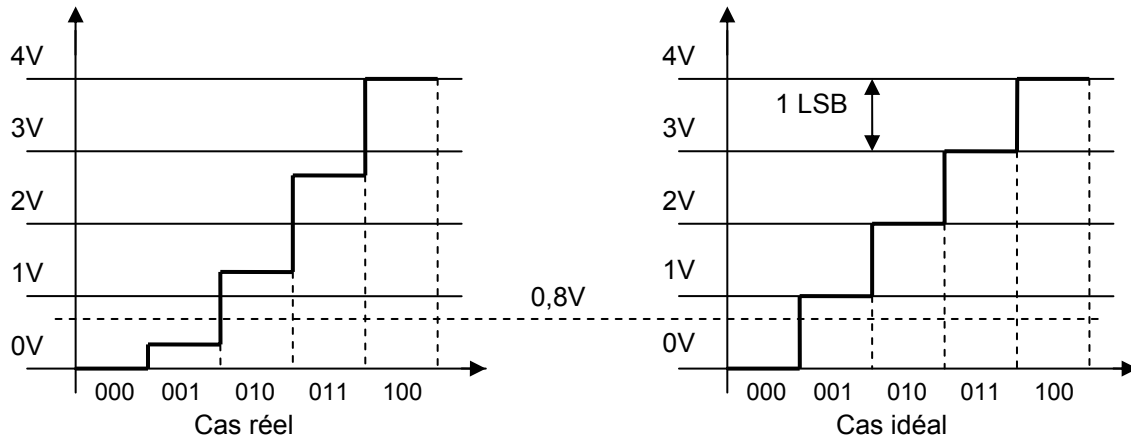 4V
3V
2V
1V
0V
000 001 010 011 100
Cas réel
0,8V
4V
1 LSB
3V
2V
1V
0V
000 001 010 011 100
Cas idéal